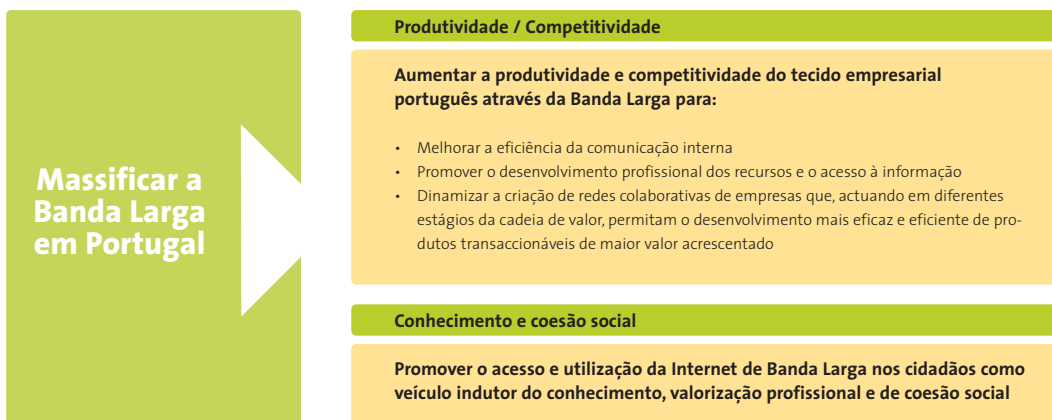 Massificar a
Banda Larga
em Portugal
Produtividade / Competitividade
Aumentar a produtividade e competitividade do tecido empresarial
português através da Banda Larga para:
• Melhorar a eficiência da comunicação interna
• Promover o desenvolvimento profissional dos recursos e o acesso à informação
• Dinamizar a criação de redes colaborativas de empresas que, actuando em diferentes
estágios da cadeia de valor, permitam o desenvolvimento mais eficaz e eficiente de pro-
dutos transaccionáveis de maior valor acrescentado
Conhecimento e coesão social
Promover o acesso e utilização da Internet de Banda Larga nos cidadãos como
veículo indutor do conhecimento, valorização profissional e de coesão social